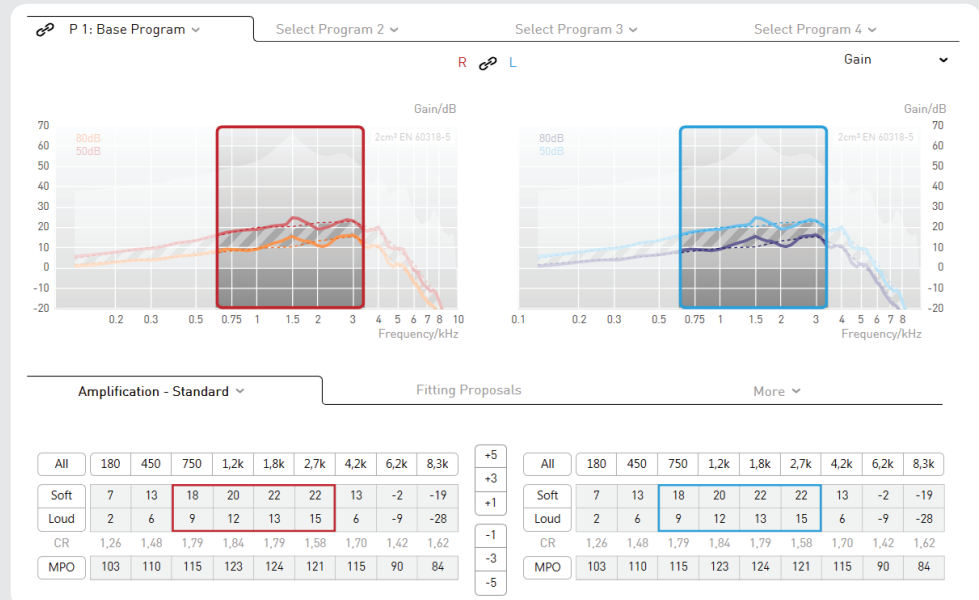 P 1: Base Program Select Program 2 Select Program 3 Select Program 4
R L Gain
Gain/dB Gain/dB
70 80dB 50dB 2cm³ EN 60318-5 80dB 50dB 2cm³ EN 60318-5 70
60 60
50 50
40 40
30 30
20 20
10 10
0 0
-10 -10
-20 -20
0.2 0.3 0.5 0.75 1 1.5 2 3 4 5 6 7 8 10 0.1 0.2 0.3 0.5 0.75 1 1.5 2 3 4 5 6 7 8
Frequency/kHz Frequency/kHz
Amplification - Standard Fitting Proposals More
All 180 450 750 1,2k 1,8k 2,7k 4,2k 6,2k 8,3k +5 All 180 450 750 1,2k 1,8k 2,7k 4,2k 6,2k 8,3k
+3
Soft 7 13 18 20 22 22 13 -2 -19 +1 Soft 7 13 18 20 22 22 13 -2 -19
Loud 2 6 9 12 13 15 6 -9 -28 Loud 2 6 9 12 13 15 6 -9 -28
-1
CR 1,26 1,48 1,79 1,84 1,79 1,58 1,70 1,42 1,62 CR 1,26 1,48 1,79 1,84 1,79 1,58 1,70 1,42 1,62
-3
MPO 103 110 115 123 124 121 115 90 84 MPO 103 110 115 123 124 121 115 90 84
-5